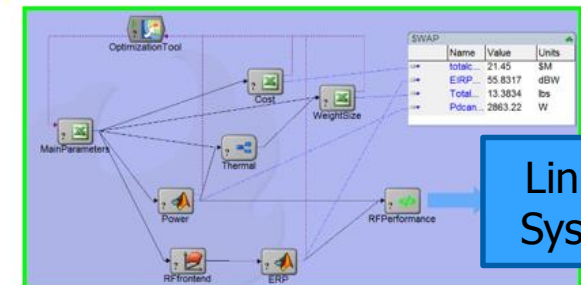 OptimizationTool
$WAP
Name Value Units
totalc... 21.45 $M
EIRP... 55.8317 dBW
Total... 13.3834 lbs
Pdcan... 2863.22 W
Cost
WeightSize
MainParameters
Thermal
Lin
Sys
Power
RFPerformance
RFfrontend
ERP